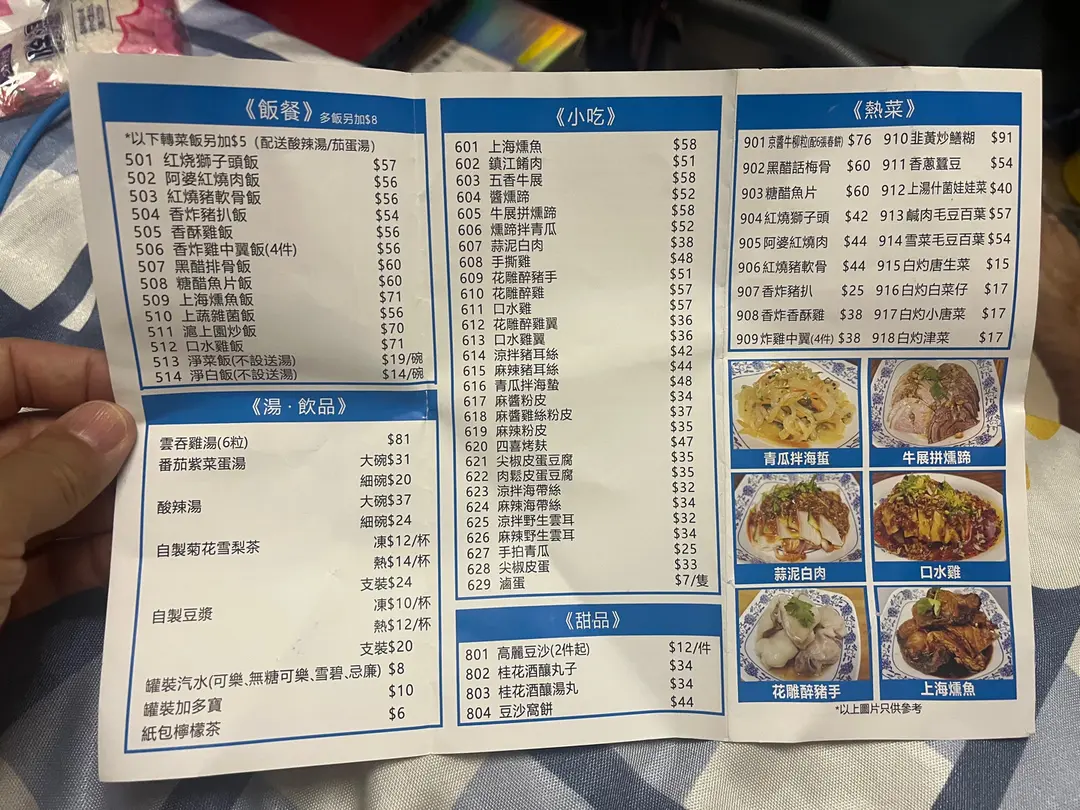 《飯餐》多飯另加$8
*以下轉菜飯另加$5（配送酸辣湯/茄蛋湯）
501 紅燒獅子頭飯 $57
502 阿婆紅燒肉飯 $56
503 紅燒豬軟骨飯 $56
504 香炸豬扒飯 $54
505 香酥雞飯 $56
506 香炸雞中翼飯(4件) $56
507 黑醋排骨飯 $60
508 糖醋魚片飯 $60
509 上海燻魚飯 $71
510 上蔬雜菌飯 $56
511 滬上園炒飯 $70
512 口水雞飯 $71
513 淨菜飯(不設送湯) $19/碗
514 淨白飯(不設送湯) $14/碗
《湯·飲品》
雲吞雞湯(6粒) $81
番茄紫菜蛋湯 大碗$31
細碗$20
酸辣湯 大碗$37
細碗$24
自製菊花雪梨茶 凍$12/杯
熱$14/杯
支裝$24
自製豆漿 凍$10/杯
熱$12/杯
支裝$20
罐裝汽水(可樂、無糖可樂、雪碧、忌廉) $8
罐裝加多寶 $10
紙包檸檬茶 $6
《小吃》
601 上海燻魚 $58
602 鎮江餚肉 $51
603 五香牛展 $58
604 醬燻蹄 $52
605 牛展拼燻蹄 $58
606 燻蹄拌青瓜 $52
607 蒜泥白肉 $38
608 手撕雞 $48
609 花雕醉豬手 $51
610 花雕醉雞 $57
611 口水雞 $57
612 花雕醉雞翼 $36
613 口水雞翼 $36
614 涼拌豬耳絲 $42
615 麻辣豬耳絲 $44
616 青瓜拌海蜇 $48
617 麻醬粉皮 $34
618 麻醬雞絲粉皮 $37
619 麻辣粉皮 $35
620 四喜烤麩 $47
621 尖椒皮蛋豆腐 $35
622 肉鬆皮蛋豆腐 $35
623 涼拌海帶絲 $32
624 麻辣海帶絲 $34
625 涼拌野生雲耳 $32
626 麻辣野生雲耳 $34
627 手拍青瓜 $25
628 尖椒皮蛋 $33
629 滷蛋 $7/隻
《甜品》
801 高麗豆沙(2件起) $12/件
802 桂花酒釀丸子 $34
803 桂花酒釀湯丸 $34
804 豆沙窩餅 $44
《熱菜》
901 京醬牛柳粒(配6張春餅) $76 910 韭黃炒鱔糊 $91
902 黑醋話梅骨 $60 911 香蔥蠶豆 $54
903 糖醋魚片 $60 912 上湯什菌娃娃菜 $40
904 紅燒獅子頭 $42 913 鹹肉毛豆百葉 $57
905 阿婆紅燒肉 $44 914 雪菜毛豆百葉 $54
906 紅燒豬軟骨 $44 915 白灼唐生菜 $15
907 香炸豬扒 $25 916 白灼白菜仔 $17
908 香炸香酥雞 $38 917 白灼小唐菜 $17
909 炸雞中翼(4件) $38 918 白灼津菜 $17
青瓜拌海蜇 牛展拼燻蹄
蒜泥白肉 口水雞
花雕醉豬手 上海燻魚
*以上圖片只供參考